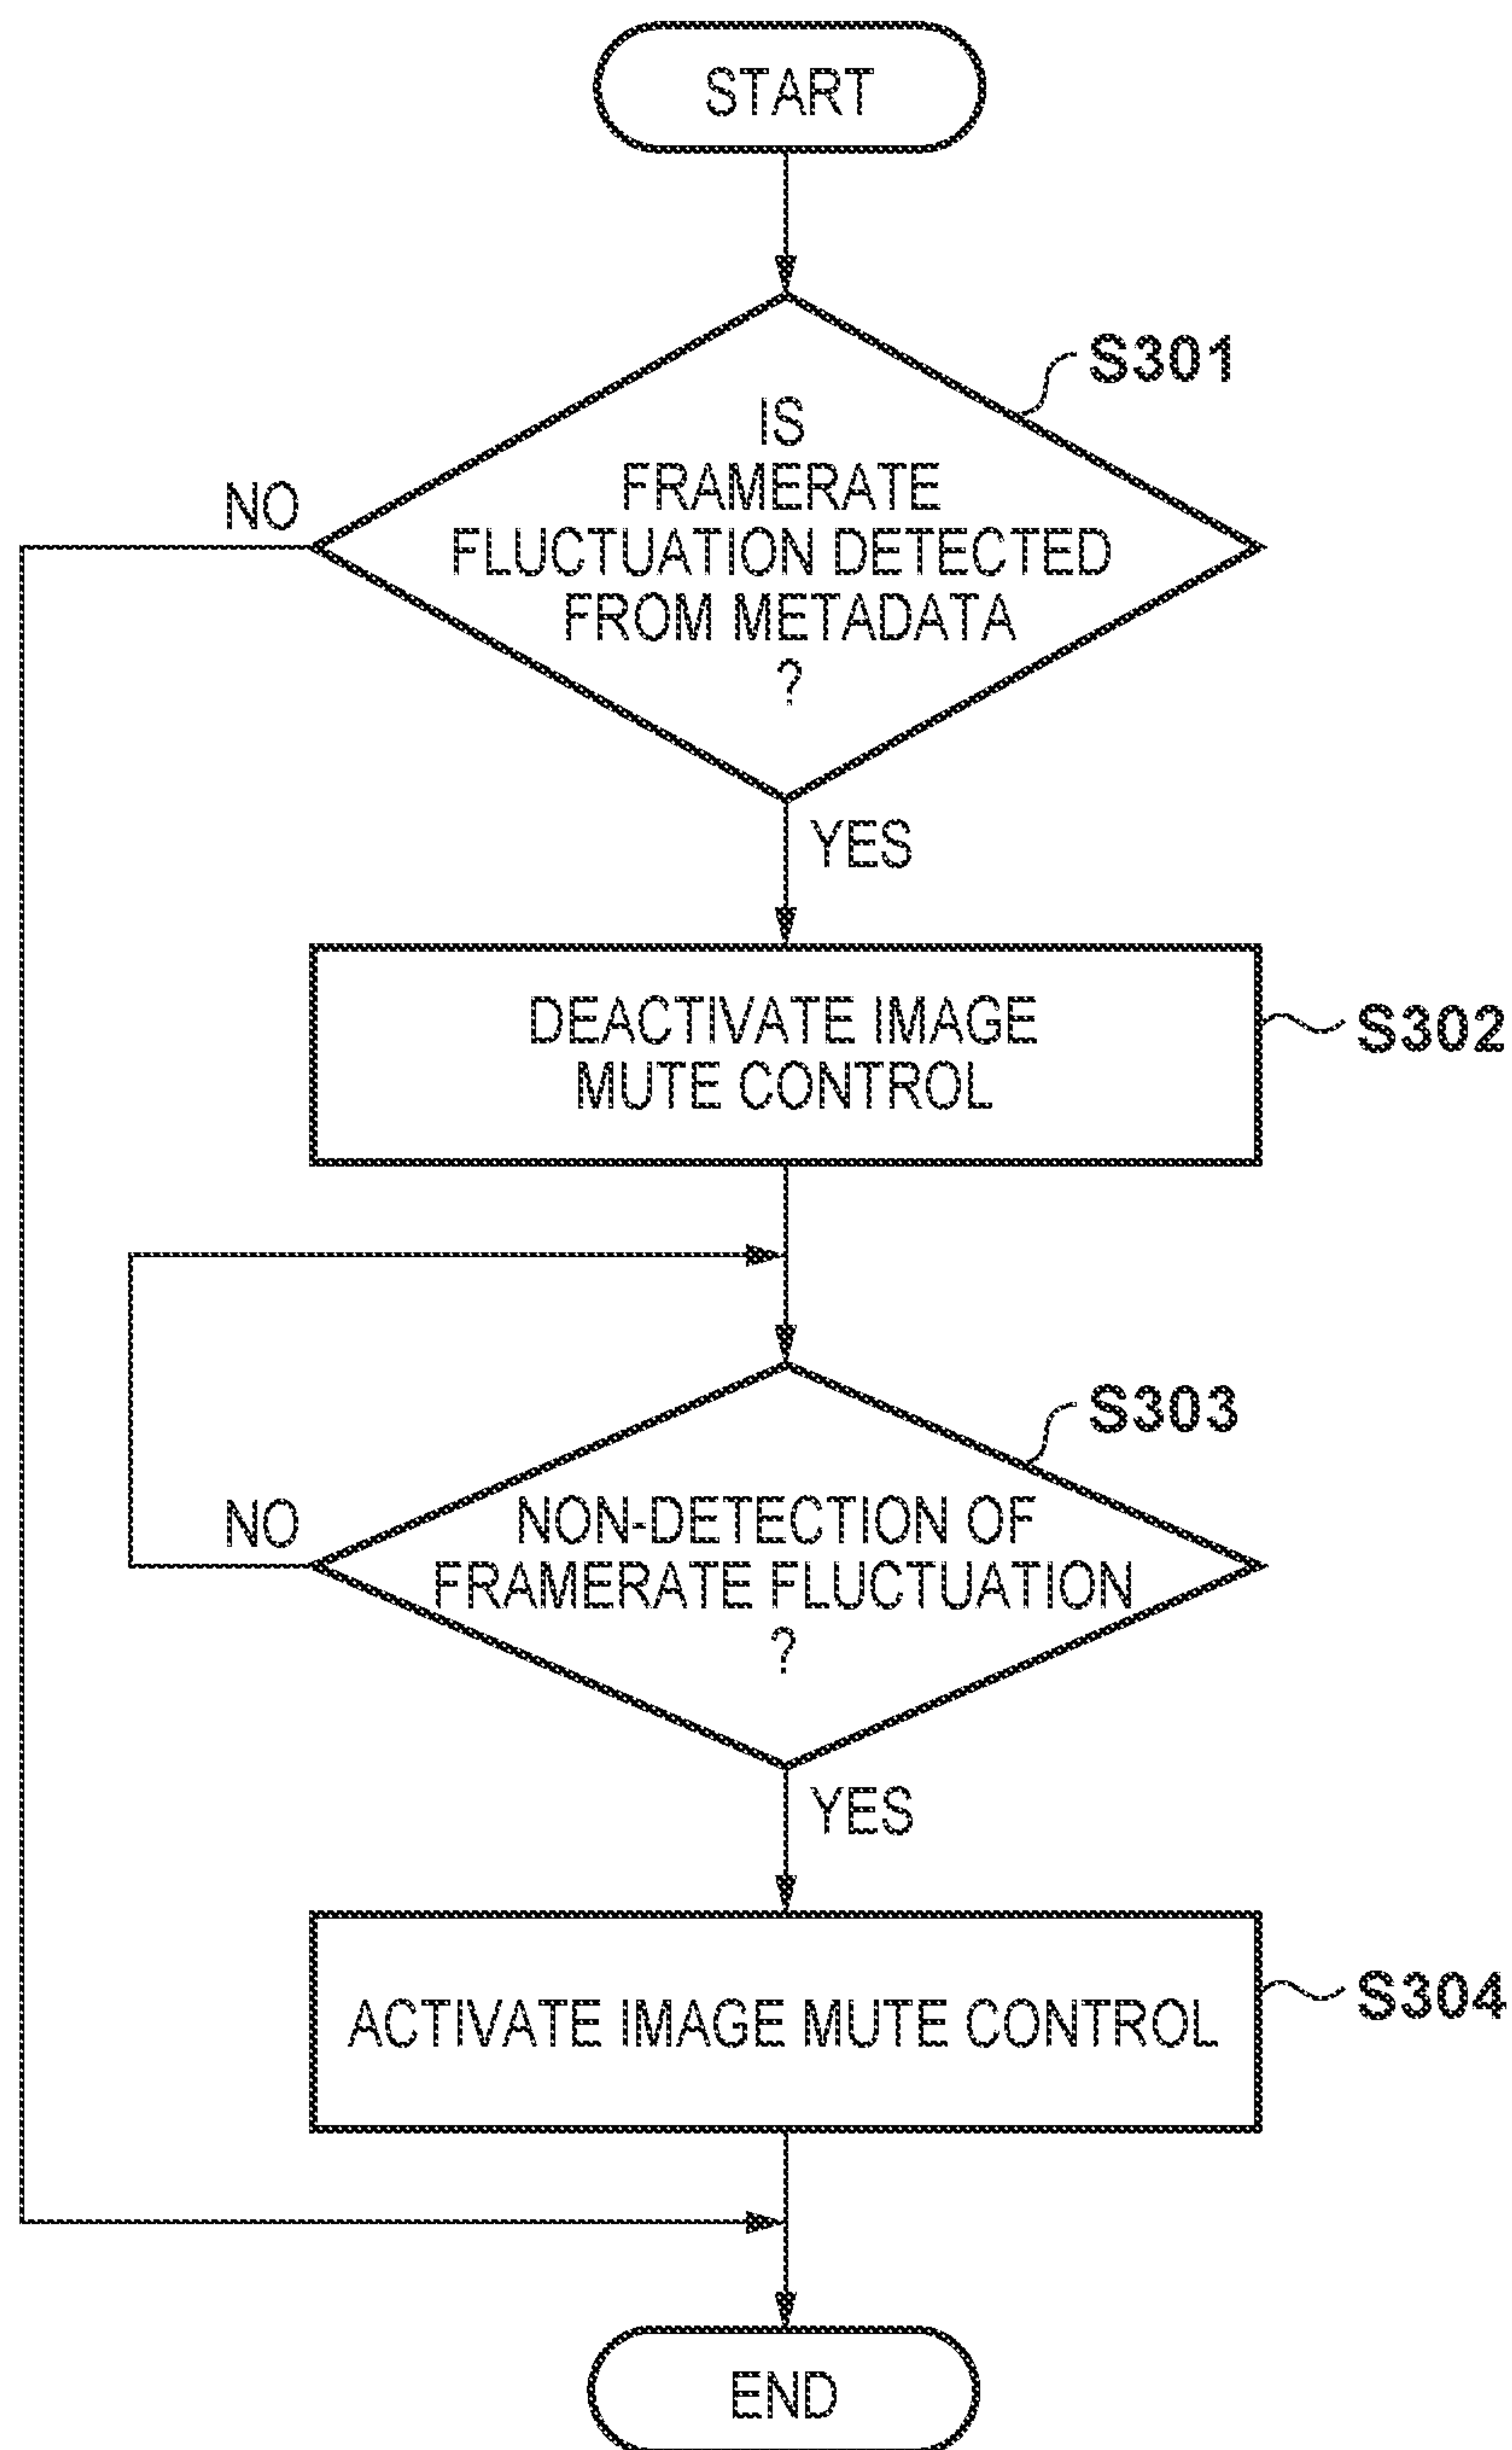 START
S301
IS
FRAMERATE
FLUCTUATION DETECTED
FROM METADATA
?
NO
YES
DEACTIVATE IMAGE
MUTE CONTROL
S302
S303
NON-DETECTION OF
FRAMERATE FLUCTUATION
?
NO
YES
ACTIVATE IMAGE MUTE CONTROL
S304
END